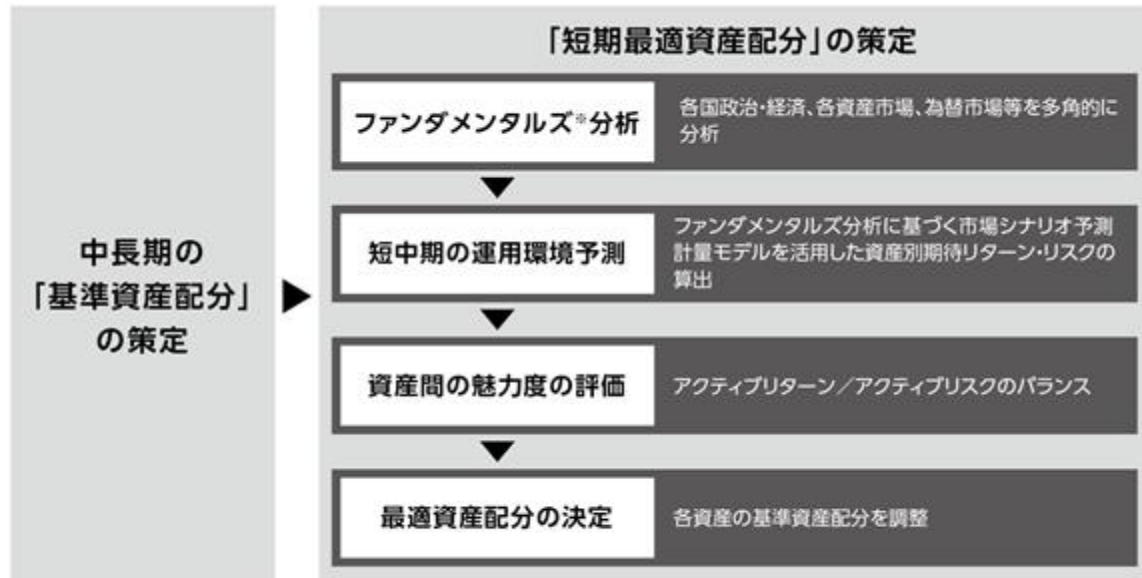 中長期の
「基準資産配分」
の策定
「短期最適資産配分」の策定
ファンダメンタルズ※分析
各国政治・経済、各資産市場、為替市場等を多角的に
分析
短中期の運用環境予測
ファンダメンタルズ分析に基づく市場シナリオ予測
計量モデルを活用した資産別期待リターン・リスクの
算出
資産間の魅力度の評価
アクティブリターン／アクティブリスクのバランス
最適資産配分の決定
各資産の基準資産配分を調整